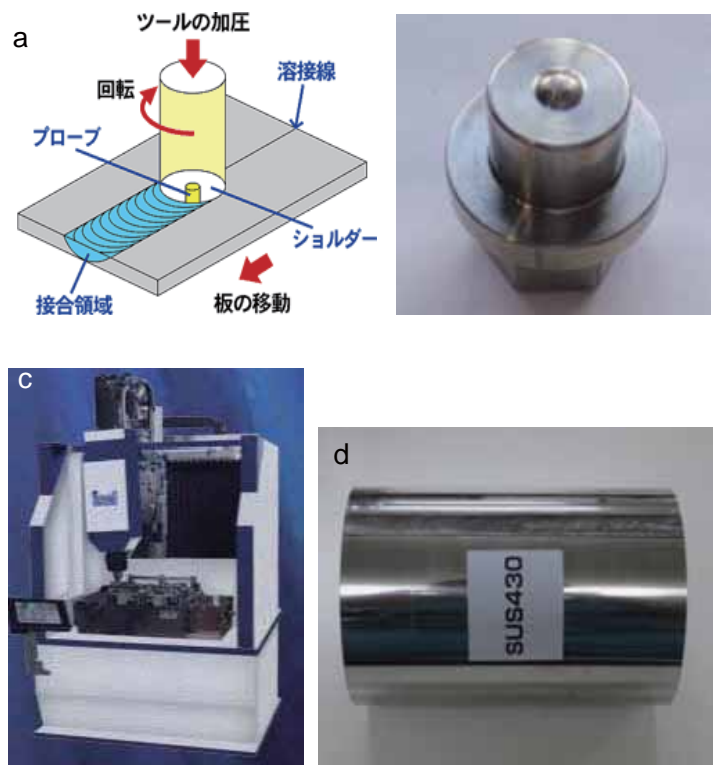 a
ツールの加圧
回転
溶接線
プローブ
ショルダー
接合領域
板の移動
c
d
SUS430